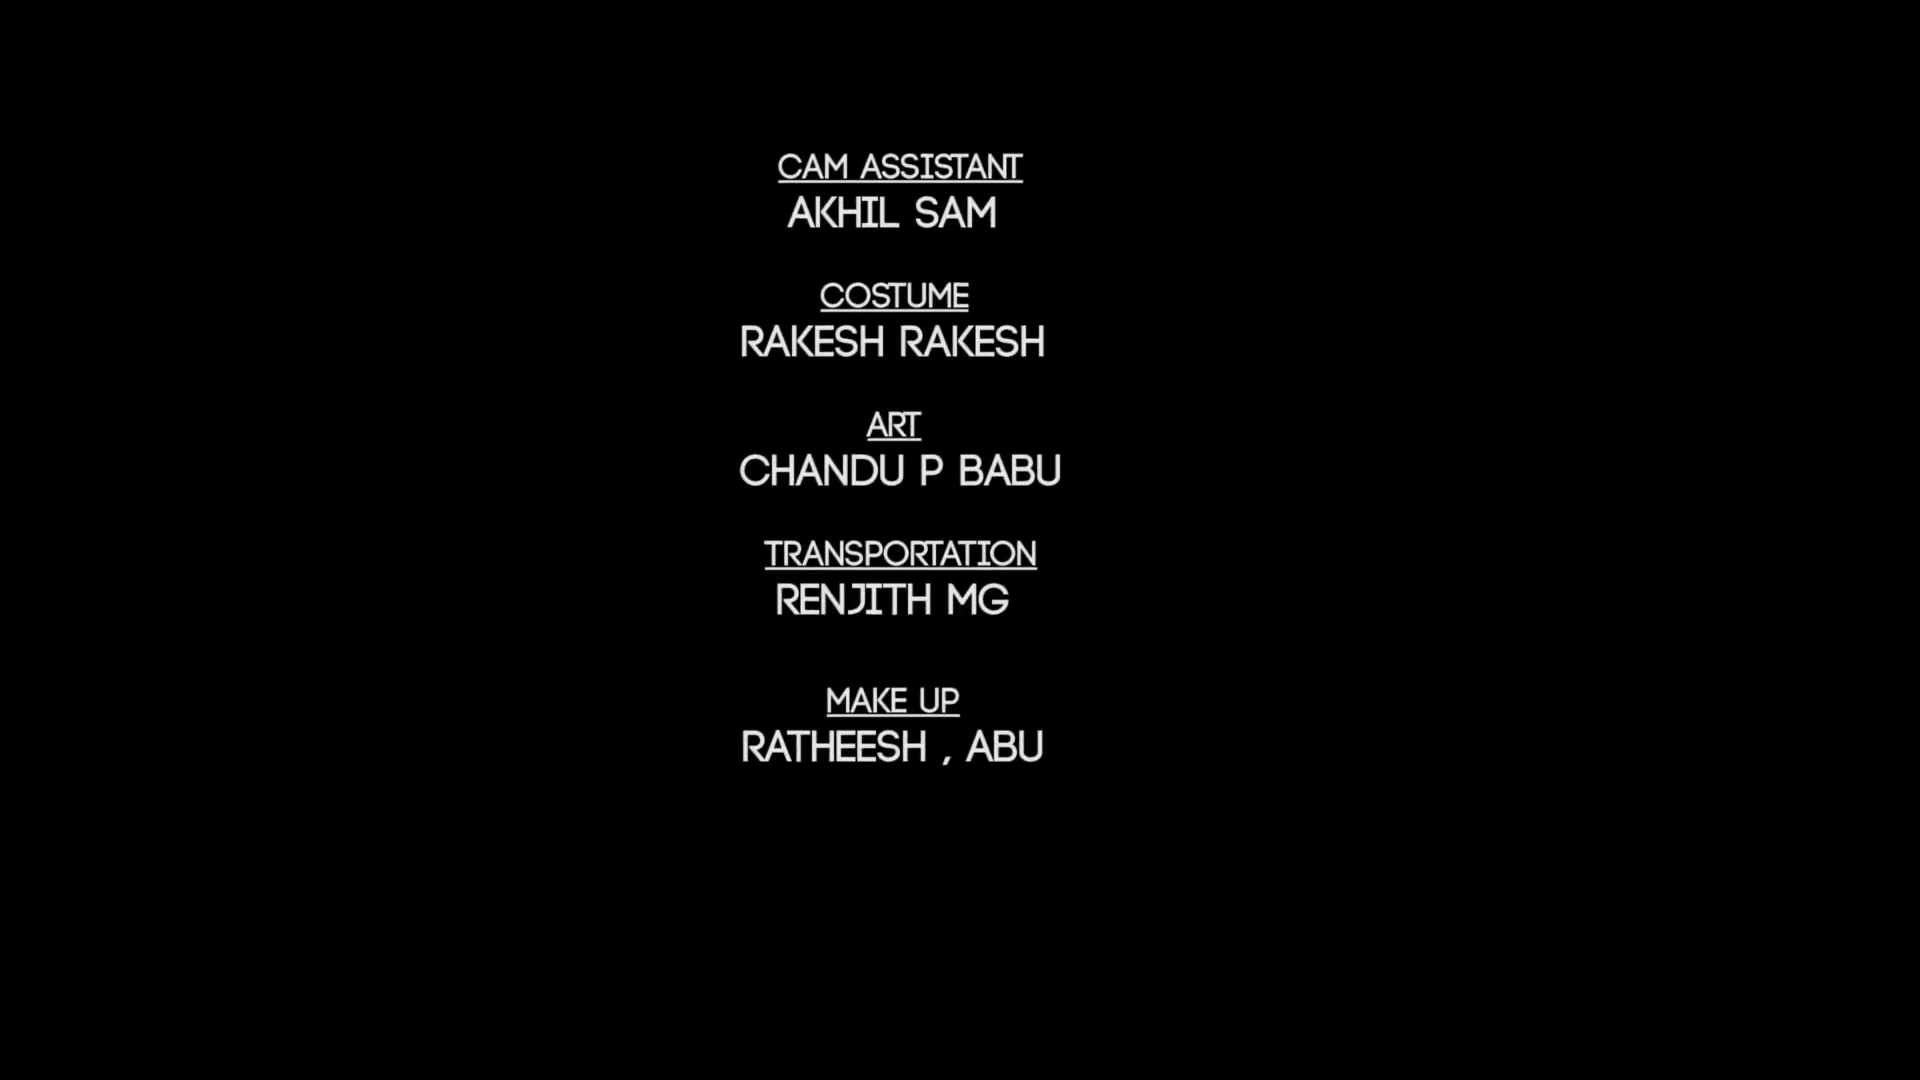 CAM ASSISTANT
AKHIL SAM
COSTUME
RAKESH RAKESH
ART
CHANDU P BABU
TRANSPORTATION
RENJITH MG
MAKE UP
RATHEESH , ABU